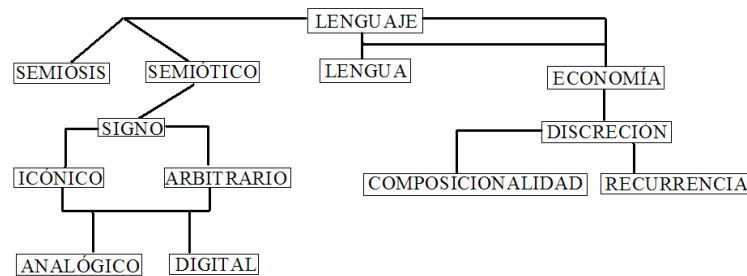 LENGUAJE
SEMIOSIS
SEMIÓTICO
LENGUA
ECONOMÍA
SIGNO
DISCRECIÓN
ICÓNICO
ARBITRARIO
COMPOSICIONALIDAD
RECURRENCIA
ANALÓGICO
DIGITAL